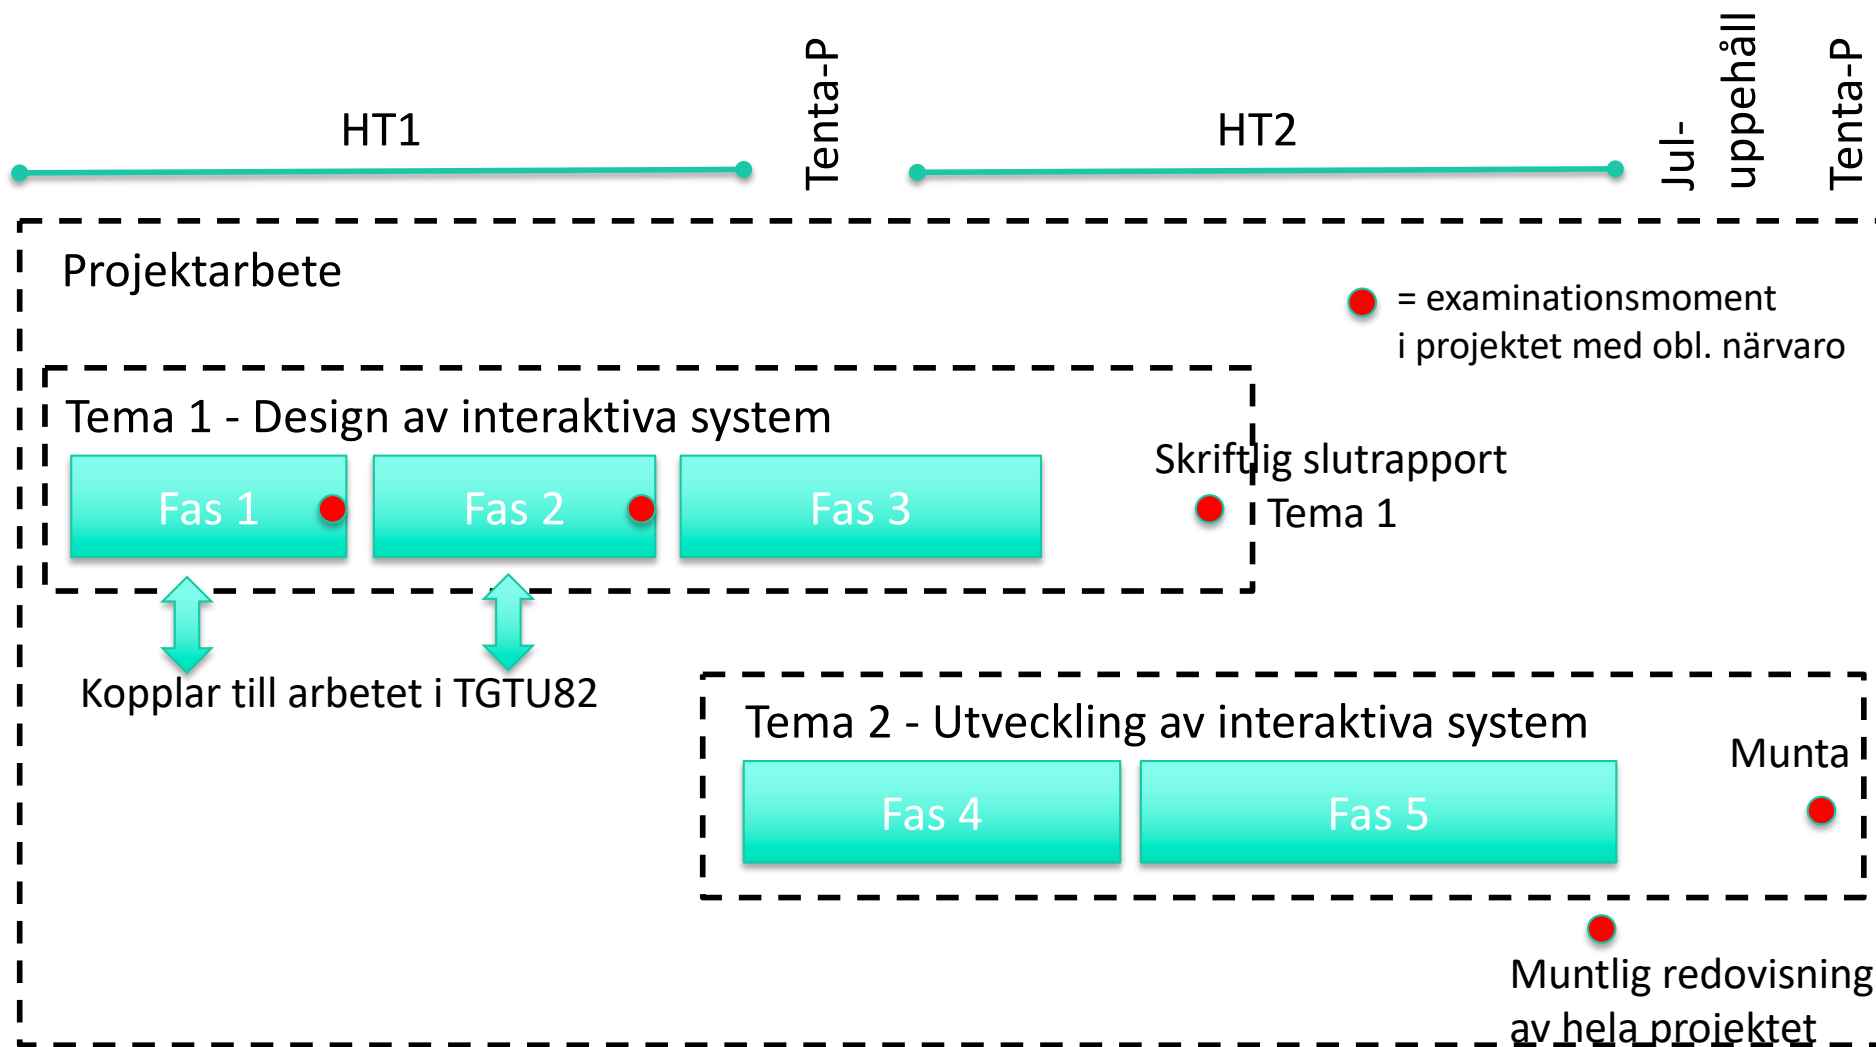 HT1
Tenta-P
HT2
Jul-
uppehåll
Tenta-P
Projektarbete
= examinationsmoment
i projektet med obl. närvaro
Tema 1 - Design av interaktiva system
Fas 1
Fas 2
Fas 3
Skriftlig slutrapport
Tema 1
Kopplar till arbetet i TGTU82
Tema 2 - Utveckling av interaktiva system
Munta
Fas 4
Fas 5
Muntlig redovisning
av hela projektet